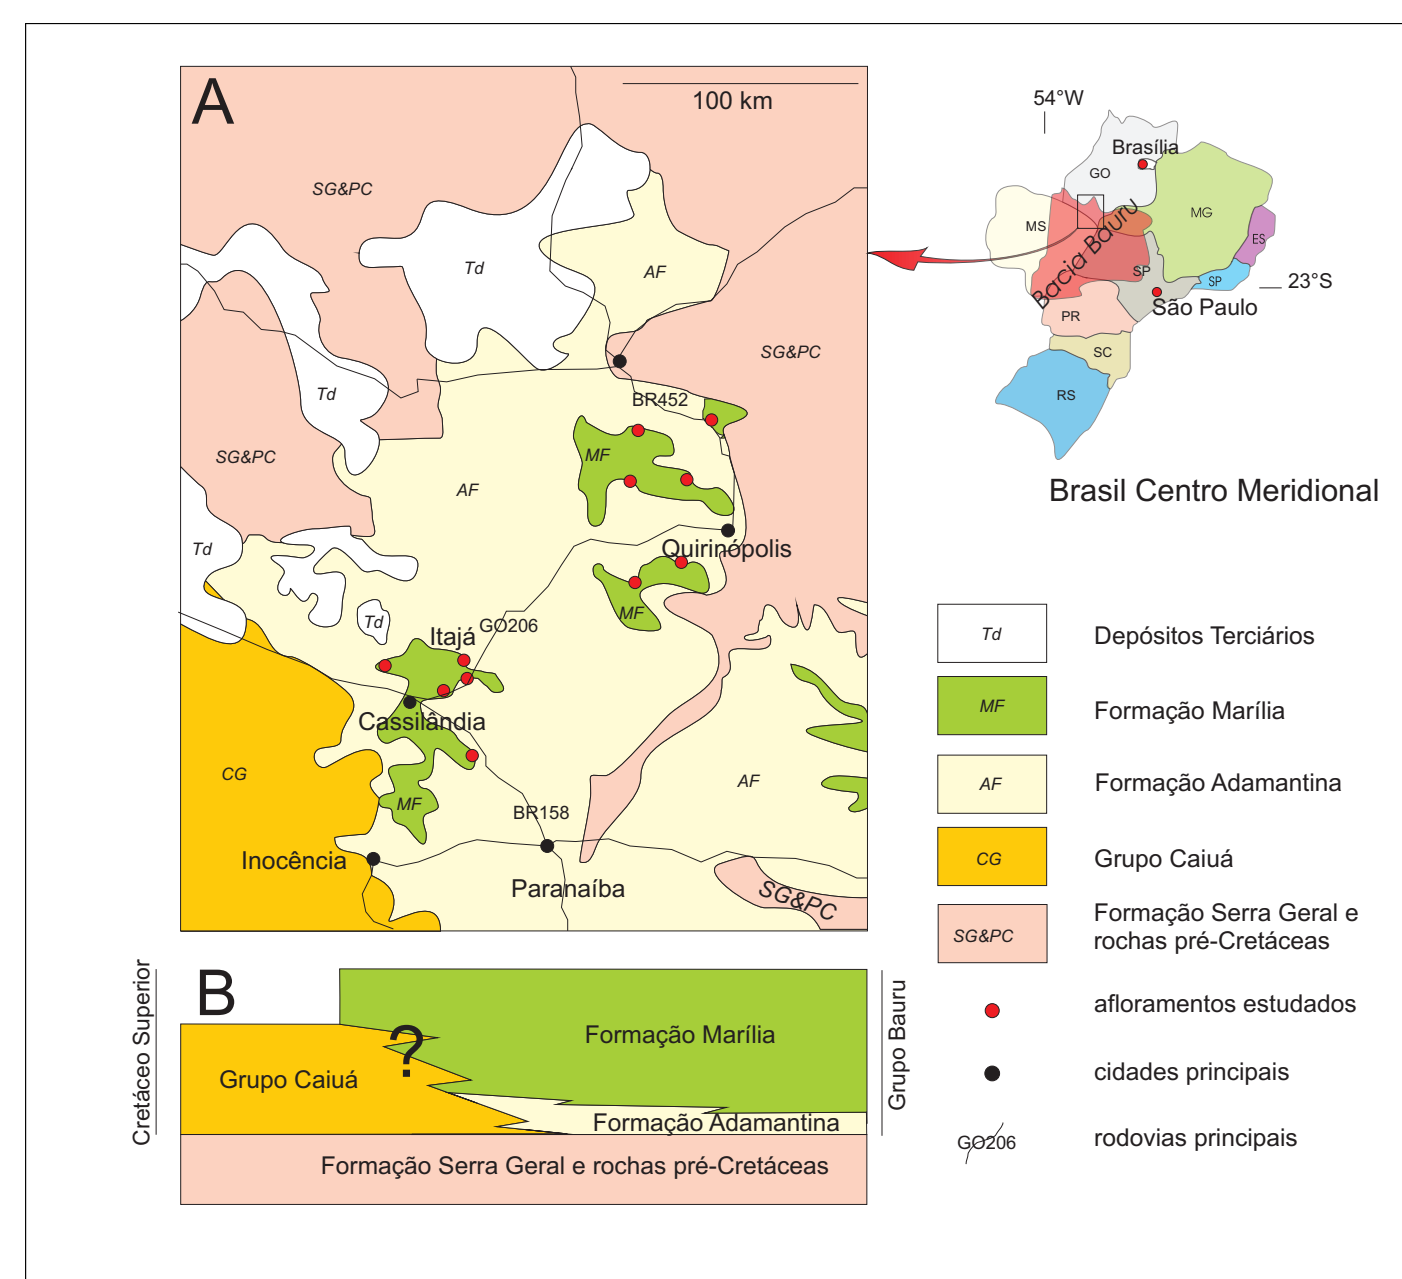 A
100 km
SG&PC
Td
AF
SG&PC
Td
BR452
SG&PC
MF
AF
Td
Quirinópolis
MF
Td
Itajá
GO206
Cassilândia
CG
AF
MF
BR158
Inocência
Paranaíba
SG&PC
54°W
Brasília
GO
MS
MG
ES
Bacia Bauru
SP
SP
23°S
São Paulo
PR
SC
RS
Brasil Centro Meridional
Td
Depósitos Terciários
MF
Formação Marília
AF
Formação Adamantina
CG
Grupo Caiuá
SG&PC
Formação Serra Geral e
rochas pré-Cretáceas
afloramentos estudados
cidades principais
GO206
rodovias principais
B
Cretáceo Superior
Grupo Bauru
Formação Marília
?
Grupo Caiuá
Formação Adamantina
Formação Serra Geral e rochas pré-Cretáceas